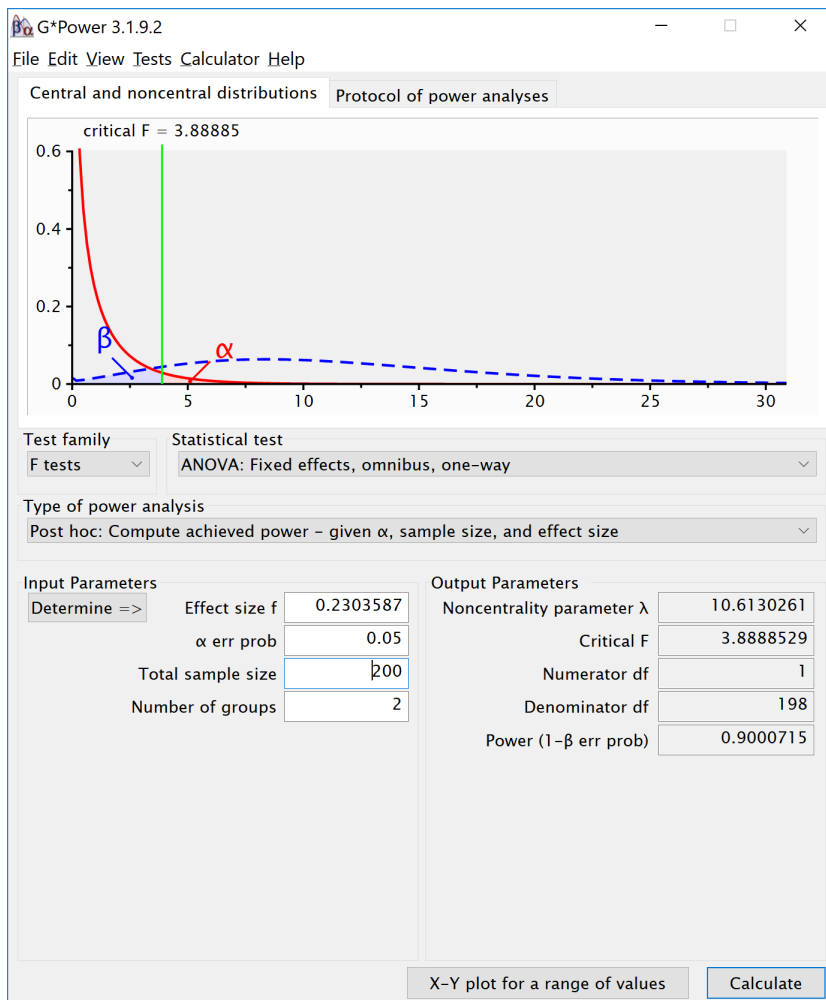 βα G*Power 3.1.9.2
File Edit View Tests Calculator Help
Central and noncentral distributions Protocol of power analyses
critical F = 3.88885
0.6
0.4
0.2
β α
0
0 5 10 15 20 25 30
Test family Statistical test
F tests ANOVA: Fixed effects, omnibus, one-way
Type of power analysis
Post hoc: Compute achieved power – given α, sample size, and effect size
Input Parameters Output Parameters
Determine => Effect size f 0.2303587 Noncentrality parameter λ 10.6130261
α err prob 0.05 Critical F 3.8888529
Total sample size 200 Numerator df 1
Number of groups 2 Denominator df 198
Power (1-β err prob) 0.9000715
X-Y plot for a range of values Calculate